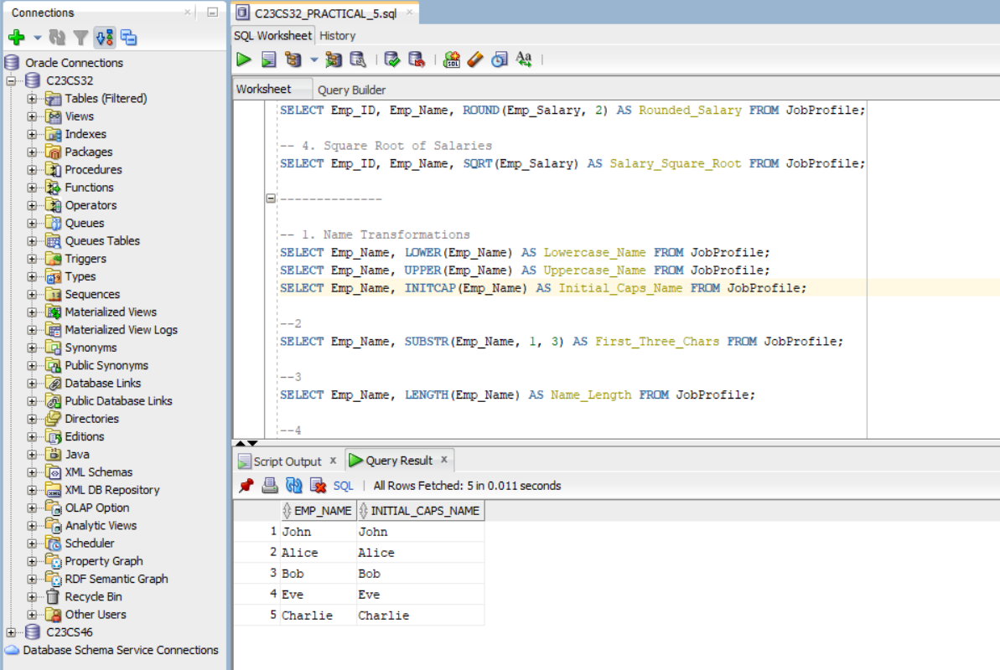 Connections
Oracle Connections
C23CS32
Tables (Filtered)
Views
Indexes
Packages
Procedures
Functions
Operators
Queues
Queues Tables
Triggers
Types
Sequences
Materialized Views
Materialized View Logs
Synonyms
Public Synonyms
Database Links
Public Database Links
Directories
Editions
Java
XML Schemas
XML DB Repository
OLAP Option
Analytic Views
Scheduler
Property Graph
RDF Semantic Graph
Recycle Bin
Other Users
C23CS46
Database Schema Service Connections
C23CS32_PRACTICAL_5.sql
SQL Worksheet History
Aa
Worksheet Query Builder
SELECT Emp_ID, Emp_Name, ROUND(Emp_Salary, 2) AS Rounded_Salary FROM JobProfile;
-- 4. Square Root of Salaries
SELECT Emp_ID, Emp_Name, SQRT(Emp_Salary) AS Salary_Square_Root FROM JobProfile;
--------------
-- 1. Name Transformations
SELECT Emp_Name, LOWER(Emp_Name) AS Lowercase_Name FROM JobProfile;
SELECT Emp_Name, UPPER(Emp_Name) AS Uppercase_Name FROM JobProfile;
SELECT Emp_Name, INITCAP(Emp_Name) AS Initial_Caps_Name FROM JobProfile;
--2
SELECT Emp_Name, SUBSTR(Emp_Name, 1, 3) AS First_Three_Chars FROM JobProfile;
--3
SELECT Emp_Name, LENGTH(Emp_Name) AS Name_Length FROM JobProfile;
--4
Script Output x Query Result x
SQL | All Rows Fetched: 5 in 0.011 seconds
EMP_NAME INITIAL_CAPS_NAME
1 John John
2 Alice Alice
3 Bob Bob
4 Eve Eve
5 Charlie Charlie